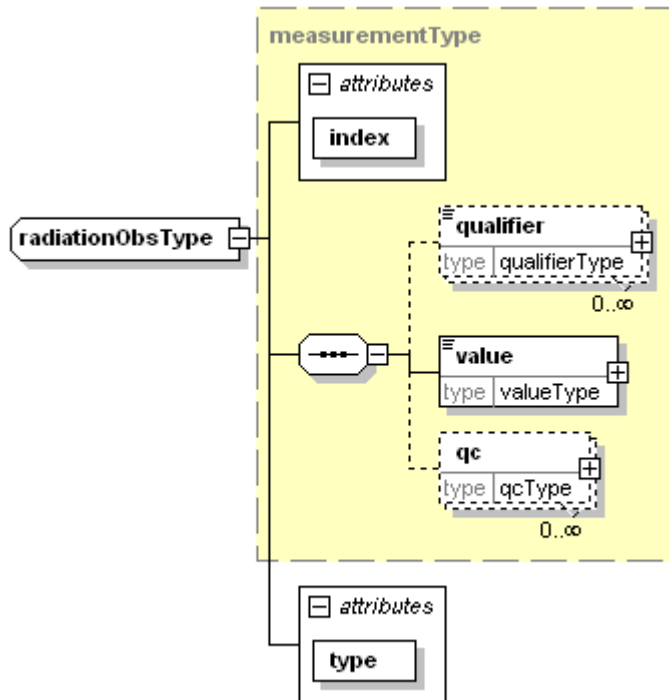 measurementType
attributes
index
radiationObsType
qualifier
type qualifierType
0..∞
value
type valueType
qc
type qcType
0..∞
attributes
type